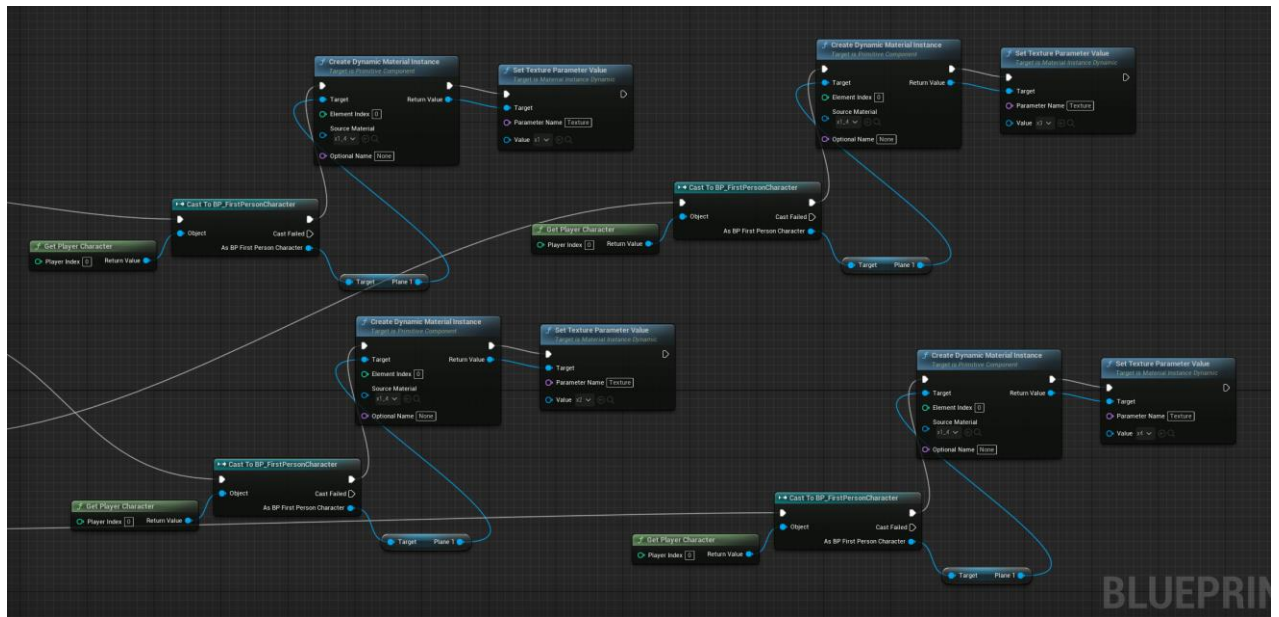 Create Dynamic Material Instance
Target is Primitive Component
Target
Return Value
Element Index 0
Source Material
x1_4
Optional Name None
Set Texture Parameter Value
Target is Material Instance Dynamic
Target
Parameter Name Texture
Value x1
Cast To BP_FirstPersonCharacter
Object
Cast Failed
As BP First Person Character
Get Player Character
Player Index 0
Return Value
Target Plane 1
Create Dynamic Material Instance
Target is Primitive Component
Target
Return Value
Element Index 0
Source Material
x1_4
Optional Name None
Set Texture Parameter Value
Target is Material Instance Dynamic
Target
Parameter Name Texture
Value x3
Cast To BP_FirstPersonCharacter
Object
Cast Failed
As BP First Person Character
Get Player Character
Player Index 0
Return Value
Target Plane 1
Create Dynamic Material Instance
Target is Primitive Component
Target
Return Value
Element Index 0
Source Material
x1_4
Optional Name None
Set Texture Parameter Value
Target is Material Instance Dynamic
Target
Parameter Name Texture
Value x2
Cast To BP_FirstPersonCharacter
Object
Cast Failed
As BP First Person Character
Get Player Character
Player Index 0
Return Value
Target Plane 1
Create Dynamic Material Instance
Target is Primitive Component
Target
Return Value
Element Index 0
Source Material
x1_4
Optional Name None
Set Texture Parameter Value
Target is Material Instance Dynamic
Target
Parameter Name Texture
Value x4
Cast To BP_FirstPersonCharacter
Object
Cast Failed
As BP First Person Character
Get Player Character
Player Index 0
Return Value
Target Plane 1
BLUEPRIN